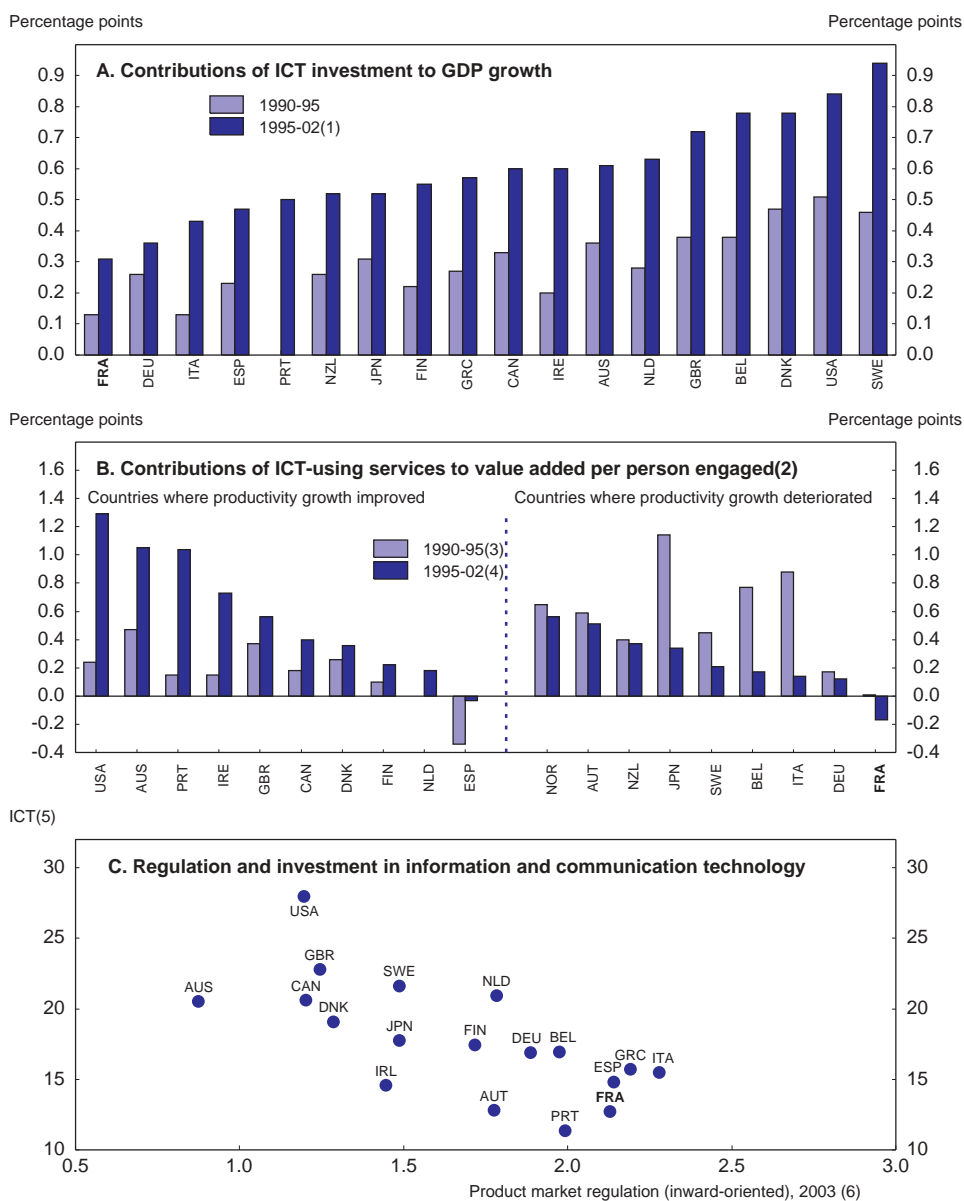 Percentage points Percentage points
A. Contributions of ICT investment to GDP growth
1990-95
1995-02(1)
0.9 0.9
0.8 0.8
0.7 0.7
0.6 0.6
0.5 0.5
0.4 0.4
0.3 0.3
0.2 0.2
0.1 0.1
0.0 0.0
FRA DEU ITA ESP PRT NZL JPN FIN GRC CAN IRE AUS NLD GBR BEL DNK USA SWE
Percentage points Percentage points
B. Contributions of ICT-using services to value added per person engaged(2)
Countries where productivity growth improved Countries where productivity growth deteriorated
1990-95(3)
1995-02(4)
1.6 1.6
1.4 1.4
1.2 1.2
1.0 1.0
0.8 0.8
0.6 0.6
0.4 0.4
0.2 0.2
0.0 0.0
-0.2 -0.2
-0.4 -0.4
USA AUS PRT IRE GBR CAN DNK FIN NLD ESP NOR AUT NZL JPN SWE BEL ITA DEU FRA
ICT(5)
C. Regulation and investment in information and communication technology
30 30
25 25
20 20
15 15
10 10
USA
GBR
SWE
NLD
AUS
CAN
DNK
JPN
FIN
DEU
BEL
IRL
GRC
ITA
ESP
AUT
FRA
PRT
0.5 1.0 1.5 2.0 2.5 3.0
Product market regulation (inward-oriented), 2003 (6)